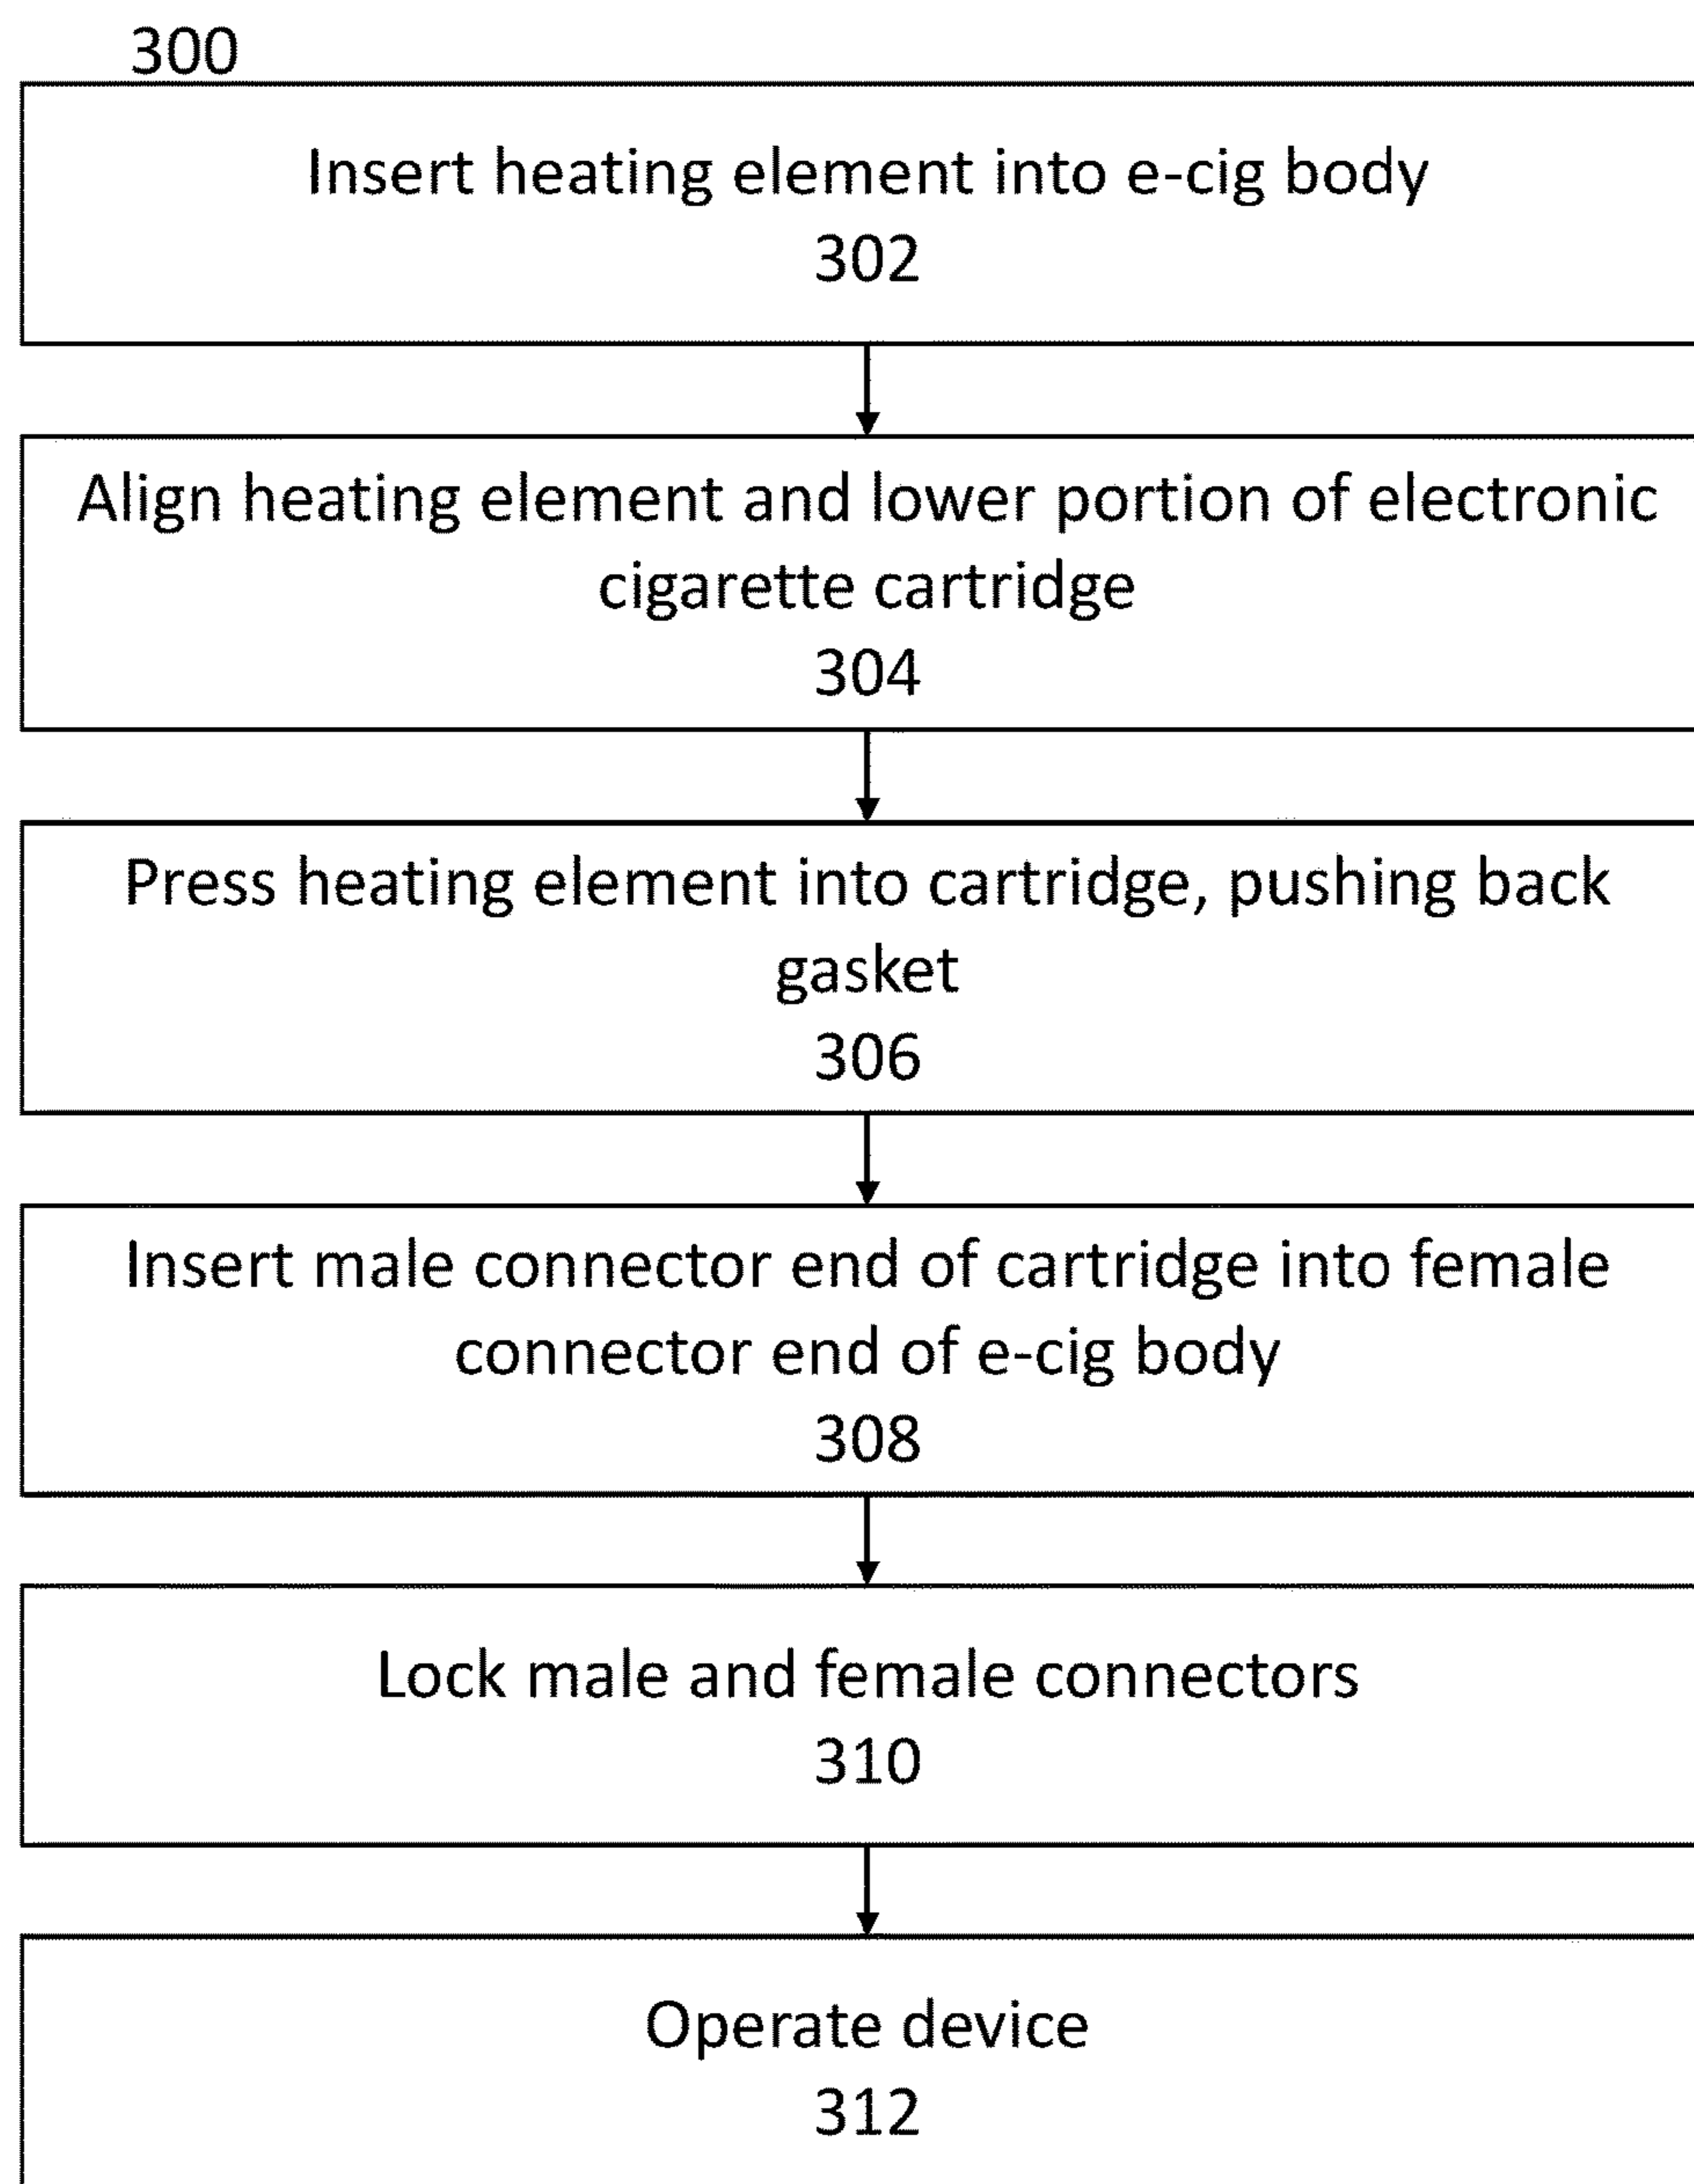 300
Insert heating element into e-cig body
302
Align heating element and lower portion of electronic
cigarette cartridge
304
Press heating element into cartridge, pushing back
gasket
306
Insert male connector end of cartridge into female
connector end of e-cig body
308
Lock male and female connectors
310
Operate device
312